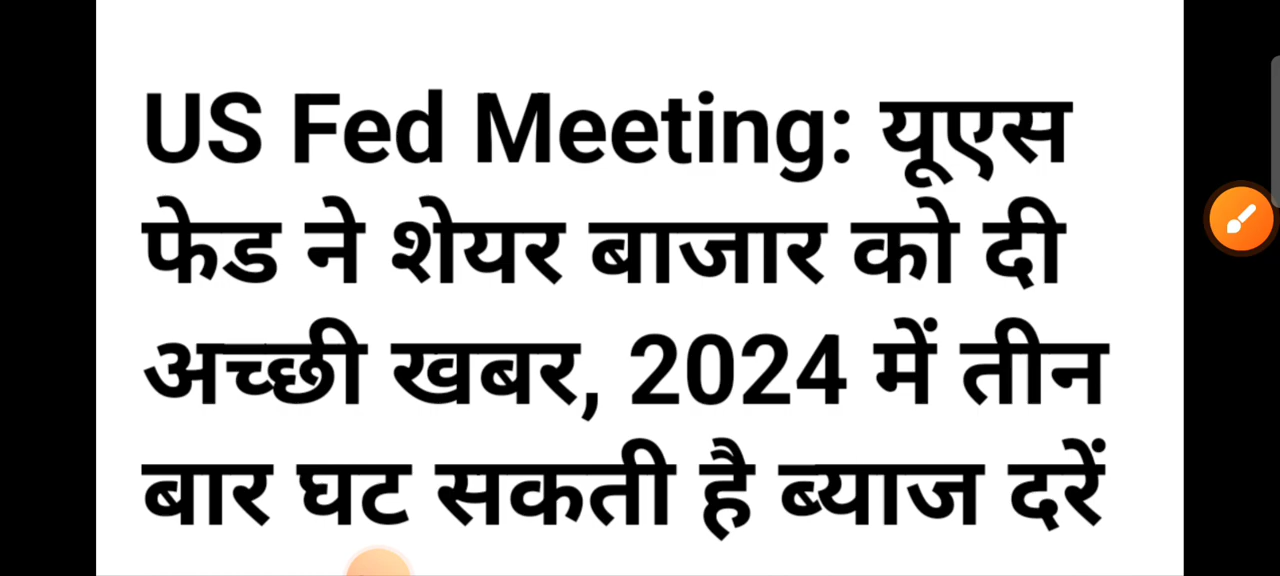 US Fed Meeting: यूएस
फेड ने शेयर बाजार को दी
अच्छी खबर, 2024 में तीन
बार घट सकती है ब्याज दरें